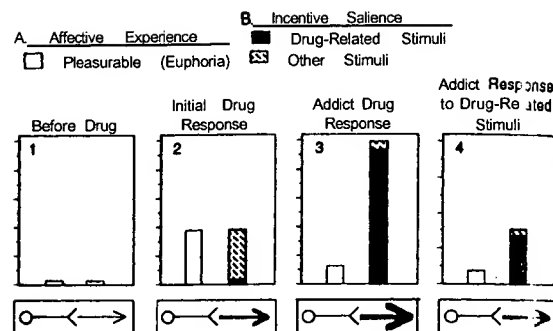 A. Affective Experience
Pleasurable (Euphoria)
B. Incentive Salience
Drug-Related Stimuli
Other Stimuli
Before Drug
1
Initial Drug
Response
2
Addict Drug
Response
3
Addict Response
to Drug-Related
Stimuli
4